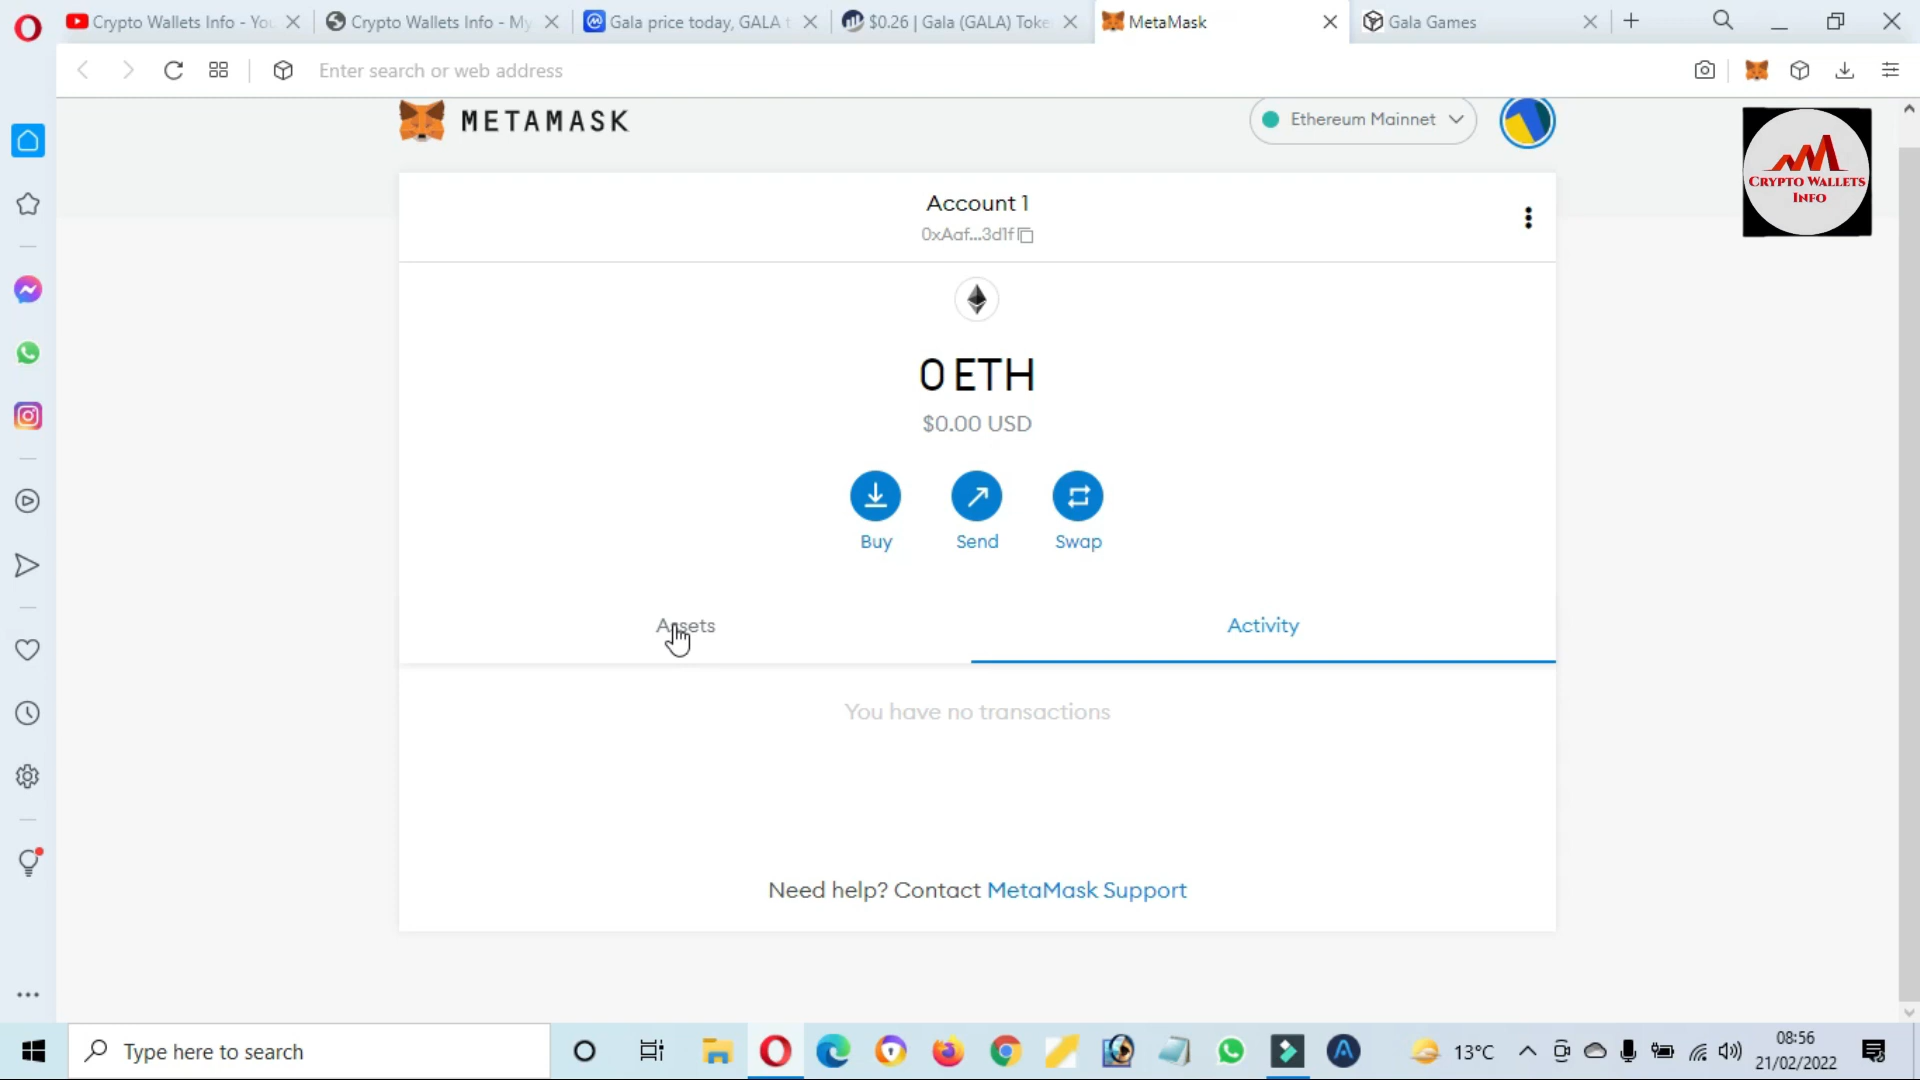 Crypto Wallets Info - You
Crypto Wallets Info - My
Gala price today, GALA t
$0.26 | Gala (GALA) Toke
MetaMask
Gala Games
Enter search or web address
METAMASK
Ethereum Mainnet
CRYPTO WALLETS
INFO
Account 1
0xAaf...3d1f
0 ETH
$0.00 USD
Buy
Send
Swap
Assets
Activity
You have no transactions
Need help? Contact MetaMask Support
Type here to search
13°C
08:56
21/02/2022